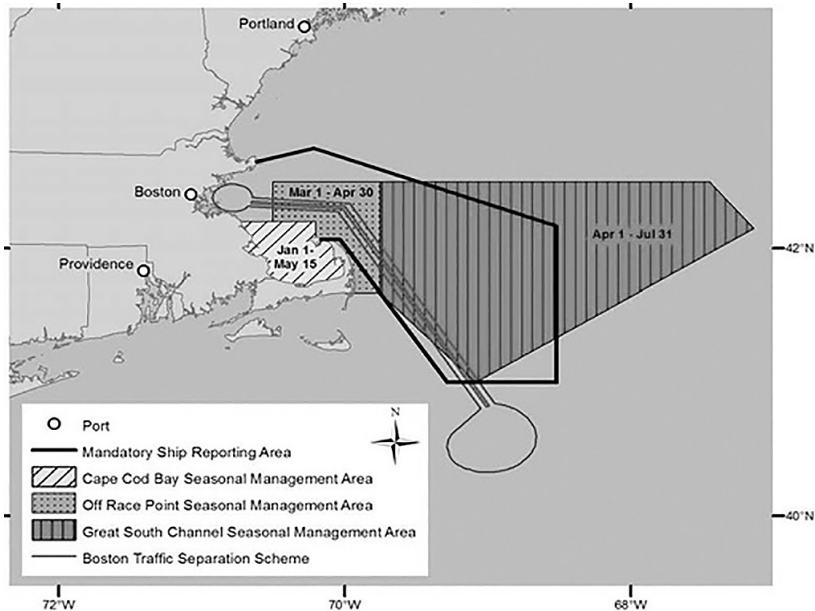 Portland
Boston
Mar 1 - Apr 30
Apr 1 - Jul 31
42°N
Jan 1-
May 15
Providence
N
Port
Mandatory Ship Reporting Area
Cape Cod Bay Seasonal Management Area
Off Race Point Seasonal Management Area
Great South Channel Seasonal Management Area
Boston Traffic Separation Scheme
40°N
72°W
70°W
68°W